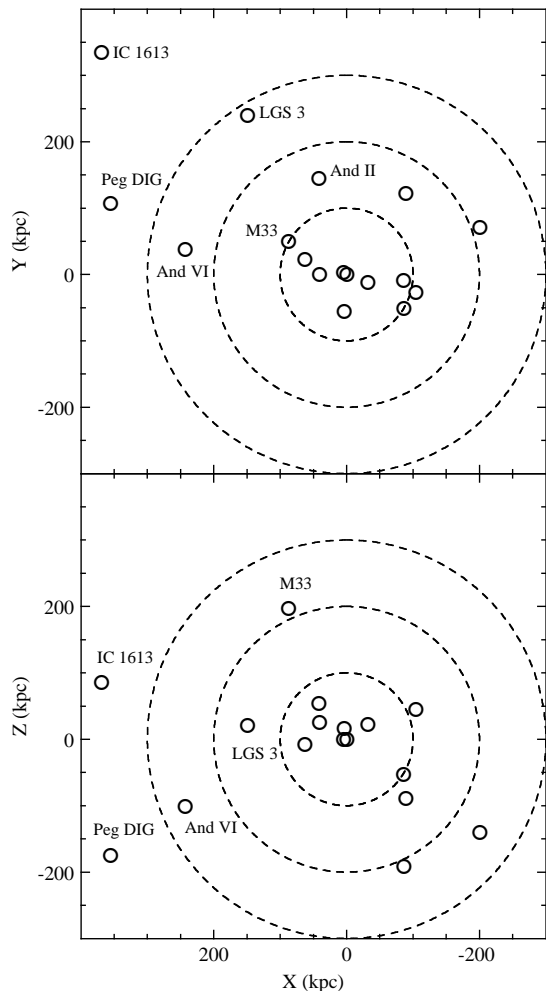 IC 1613
LGS 3
200
And II
Peg DIG
M33
And VI
Y (kpc)
0
-200
M33
200
IC 1613
Z (kpc)
0
LGS 3
And VI
Peg DIG
-200
200 0 -200
X (kpc)